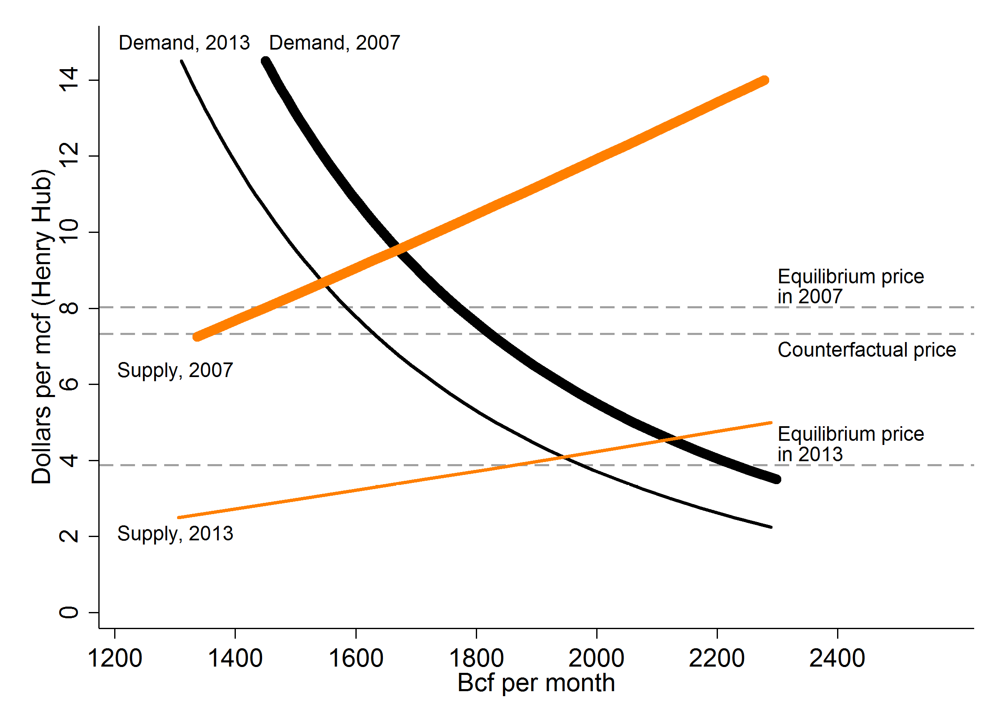 Demand, 2013
Demand, 2007
14
12
10
8
6
4
2
0
Dollars per mcf (Henry Hub)
Equilibrium price
in 2007
Counterfactual price
Supply, 2007
Equilibrium price
in 2013
Supply, 2013
1200
1400
1600
1800
2000
2200
2400
Bcf per month